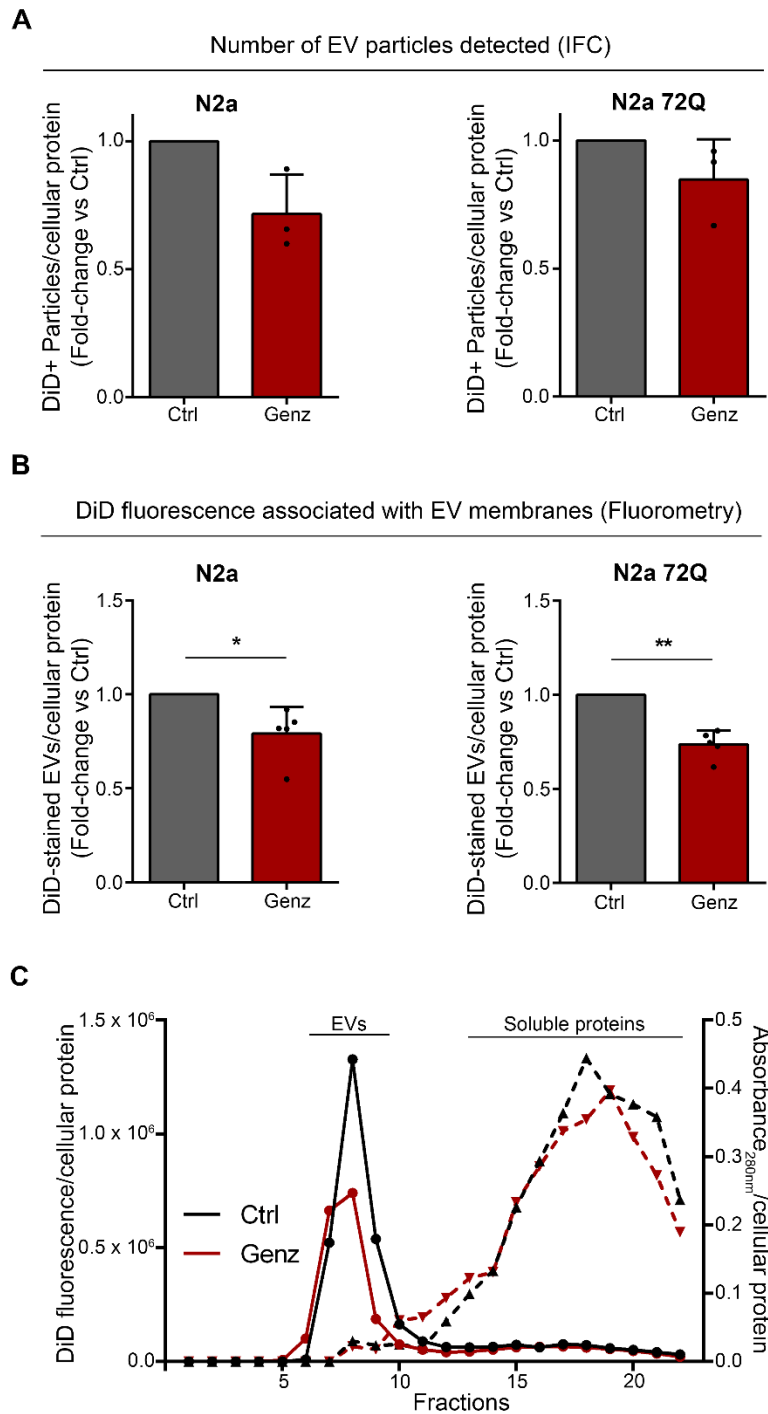 A
Number of EV particles detected (IFC)
N2a
N2a 72Q
DiD+ Particles/cellular protein
(Fold-change vs Ctrl)
1.0
0.5
0.0
Ctrl
Genz
DiD+ Particles/cellular protein
(Fold-change vs Ctrl)
1.0
0.5
0.0
Ctrl
Genz
B
DiD fluorescence associated with EV membranes (Fluorometry)
N2a
N2a 72Q
DiD-stained EVs/cellular protein
(Fold-change vs Ctrl)
1.5
1.0
0.5
0.0
*
Ctrl
Genz
DiD-stained EVs/cellular protein
(Fold-change vs Ctrl)
1.5
1.0
0.5
0.0
**
Ctrl
Genz
C
DiD fluorescence/cellular protein
1.5 x 10⁶
1.0 x 10⁶
0.5 x 10⁶
0.0
EVs
Soluble proteins
Ctrl
Genz
0.5
0.4
0.3
0.2
0.1
0.0
Absorbance₂₈₀ₙₘ/cellular protein
5
10
15
20
Fractions